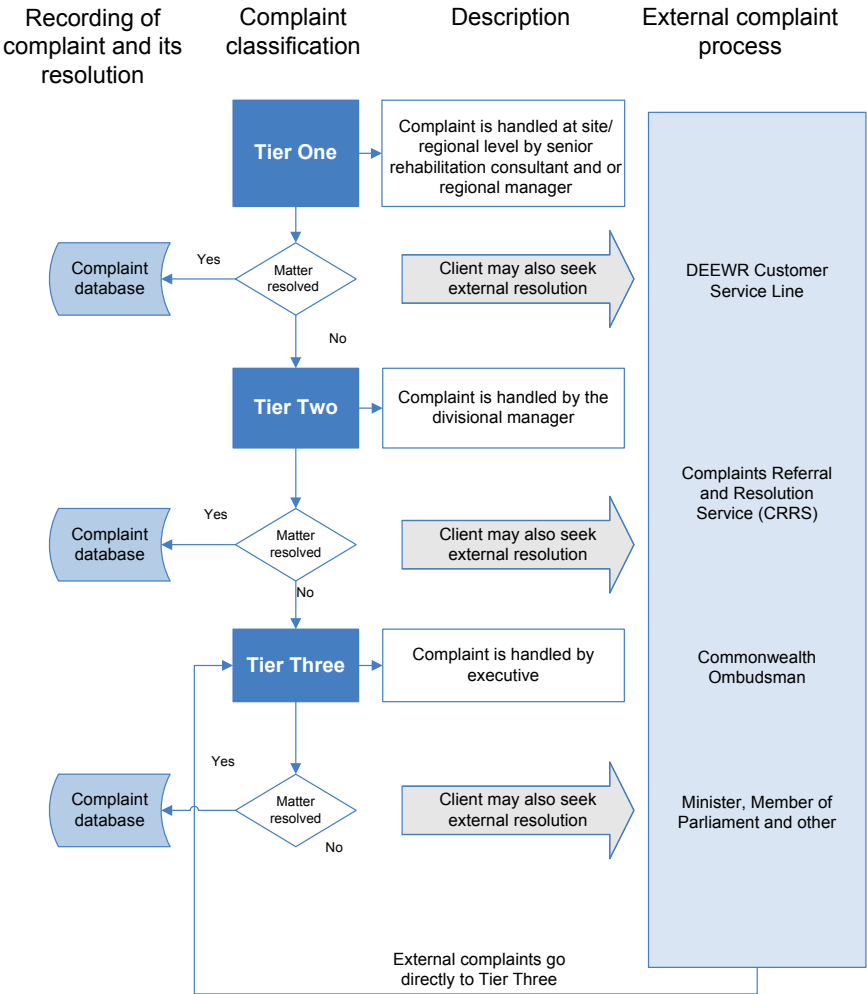 Recording of
complaint and its
resolution
Complaint
classification
Description
External complaint
process
Tier One
Complaint is handled at site/
regional level by senior
rehabilitation consultant and or
regional manager
Complaint
database
Yes
Matter
resolved
Client may also seek
external resolution
DEEWR Customer
Service Line
No
Tier Two
Complaint is handled by the
divisional manager
Complaints Referral
and Resolution
Service (CRRS)
Complaint
database
Yes
Matter
resolved
Client may also seek
external resolution
No
Tier Three
Complaint is handled by
executive
Commonwealth
Ombudsman
Yes
Complaint
database
Matter
resolved
Client may also seek
external resolution
Minister, Member of
Parliament and other
No
External complaints go
directly to Tier Three